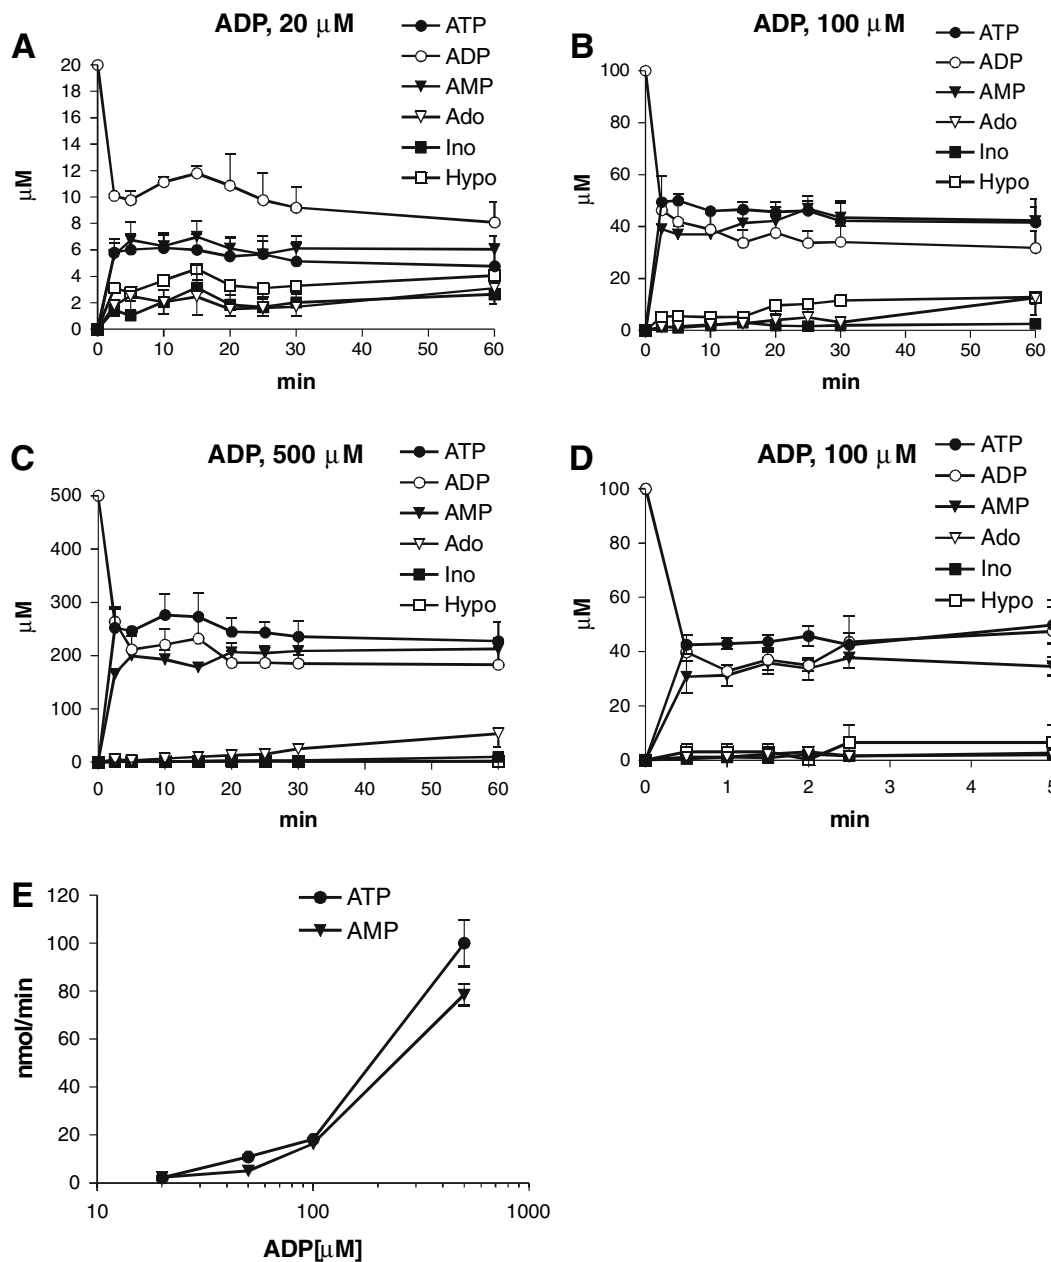 A
ADP, 20 μM
ATP
ADP
AMP
Ado
Ino
Hypo
20
18
16
14
12
10
8
6
4
2
0
μM
0 10 20 30 40 50 60
min
B
ADP, 100 μM
ATP
ADP
AMP
Ado
Ino
Hypo
100
80
60
40
20
0
μM
0 10 20 30 40 50 60
min
C
ADP, 500 μM
ATP
ADP
AMP
Ado
Ino
Hypo
500
400
300
200
100
0
μM
0 10 20 30 40 50 60
min
D
ADP, 100 μM
ATP
ADP
AMP
Ado
Ino
Hypo
100
80
60
40
20
0
μM
0 1 2 3 4 5
min
E
ATP
AMP
120
100
80
60
40
20
0
nmol/min
10 100 1000
ADP[μM]